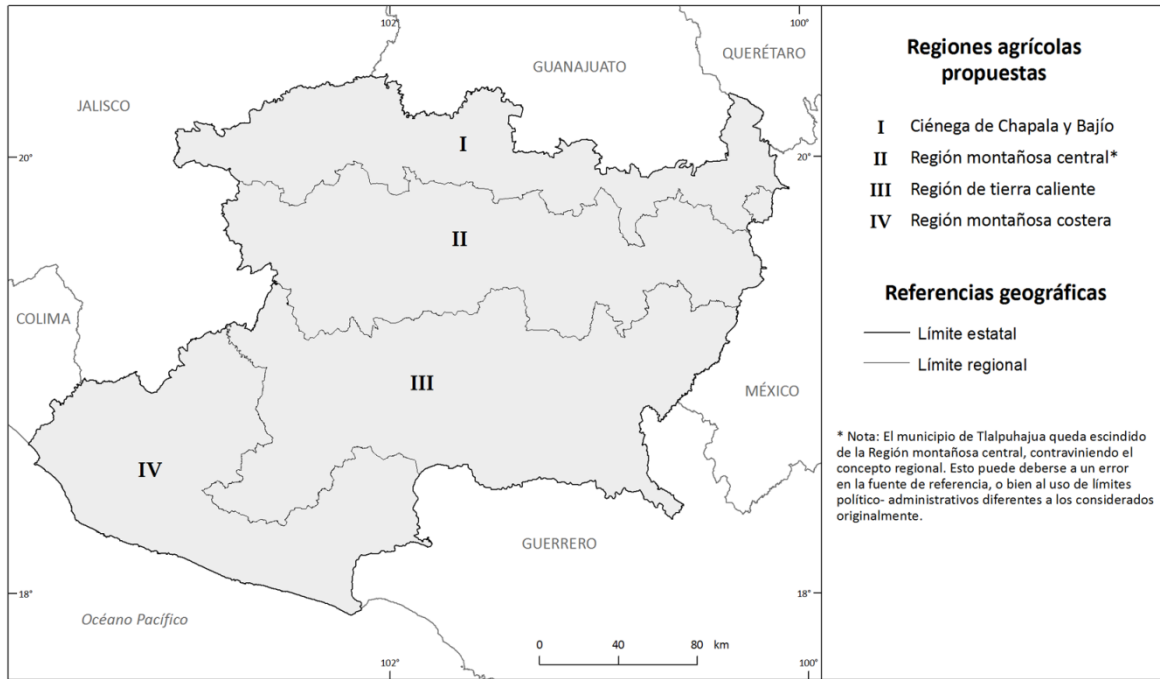 102°
100°
QUERÉTARO
GUANAJUATO
JALISCO
20°
20°
I
II
COLIMA
III
MÉXICO
IV
GUERRERO
18°
18°
Océano Pacífico
0 40 80 km
102°
100°
Regiones agrícolas
propuestas
I Ciénega de Chapala y Bajío
II Región montañosa central*
III Región de tierra caliente
IV Región montañosa costera
Referencias geográficas
Límite estatal
Límite regional
* Nota: El municipio de Tlalpuhajua queda escindido
de la Región montañosa central, contraviniendo el
concepto regional. Esto puede deberse a un error
en la fuente de referencia, o bien al uso de límites
político- administrativos diferentes a los considerados
originalmente.